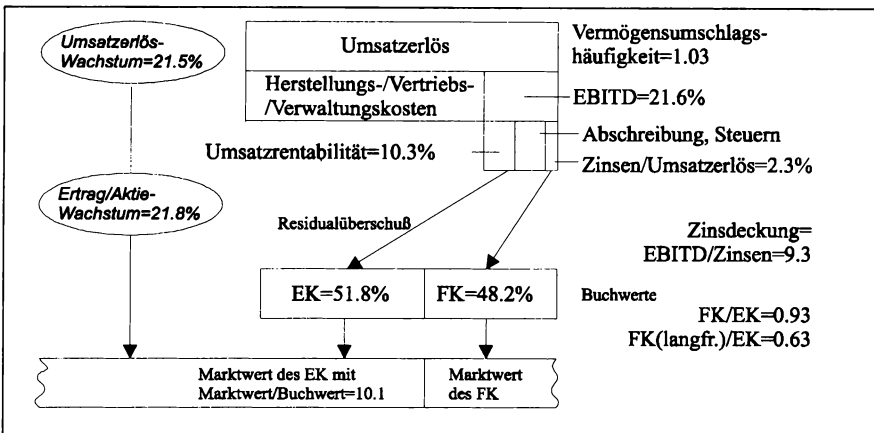 Umsatzerlös-
Wachstum=21.5%
Umsatzerlös
Vermögensumschlags-
häufigkeit=1.03
Herstellungs-/Vertriebs-
/Verwaltungskosten
EBITD=21.6%
Abschreibung, Steuern
Umsatzrentabilität=10.3%
Zinsen/Umsatzerlös=2.3%
Ertrag/Aktie-
Wachstum=21.8%
Residualüberschuß
Zinsdeckung=
EBITD/Zinsen=9.3
EK=51.8%
FK=48.2%
Buchwerte
FK/EK=0.93
FK(langfr.)/EK=0.63
Marktwert des EK mit
Marktwert/Buchwert=10.1
Marktwert
des FK